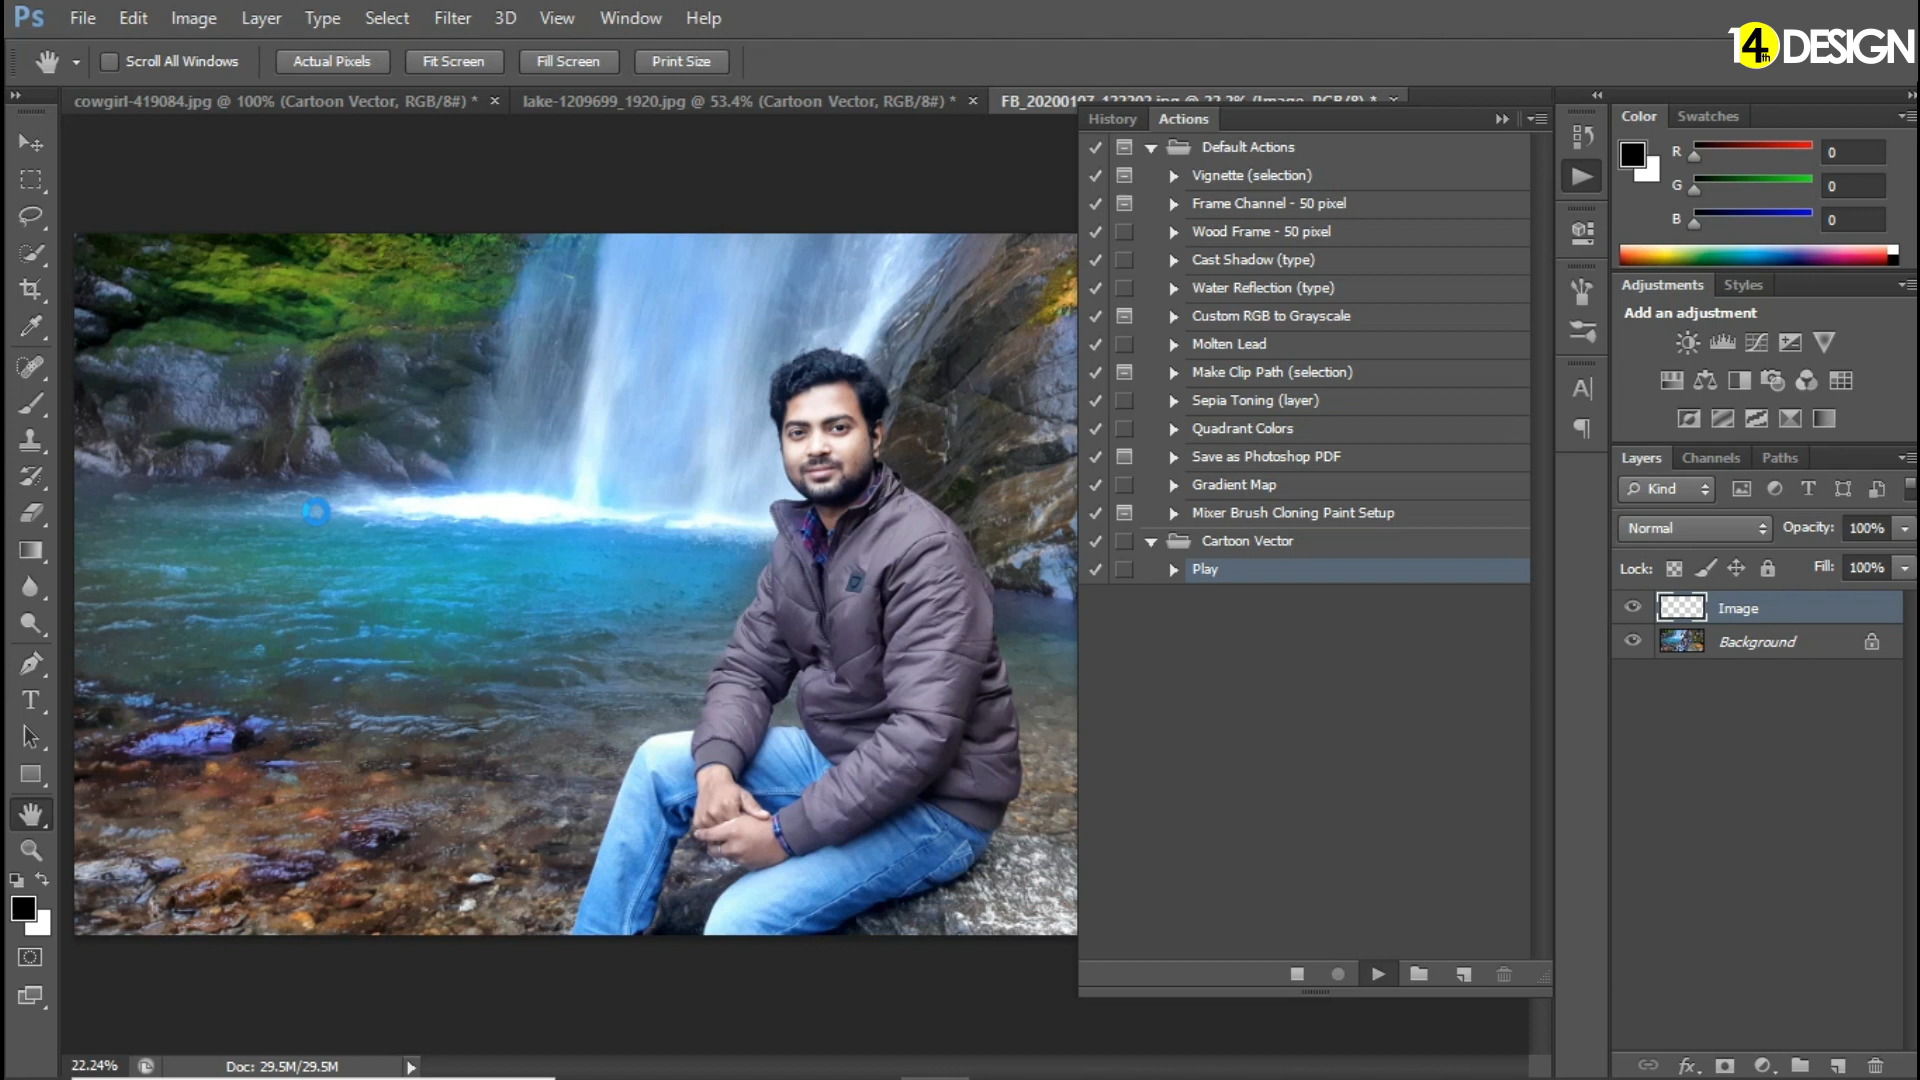 Ps File Edit Image Layer Type Select Filter 3D View Window Help
14th DESIGN
Scroll All Windows Actual Pixels Fit Screen Fill Screen Print Size
cowgirl-419084.jpg @ 100% (Cartoon Vector, RGB/8#) * × lake-1209699_1920.jpg @ 53.4% (Cartoon Vector, RGB/8#) * × FB_20200107_122202.jpg @ 22.2% (Image, RGB/8) * ×
History Actions
Default Actions
Vignette (selection)
Frame Channel - 50 pixel
Wood Frame - 50 pixel
Cast Shadow (type)
Water Reflection (type)
Custom RGB to Grayscale
Molten Lead
Make Clip Path (selection)
Sepia Toning (layer)
Quadrant Colors
Save as Photoshop PDF
Gradient Map
Mixer Brush Cloning Paint Setup
Cartoon Vector
Play
Color Swatches
R 0
G 0
B 0
Adjustments Styles
Add an adjustment
Layers Channels Paths
Kind
Normal Opacity: 100%
Lock: Fill: 100%
Image
Background
22.24% Doc: 29.5M/29.5M